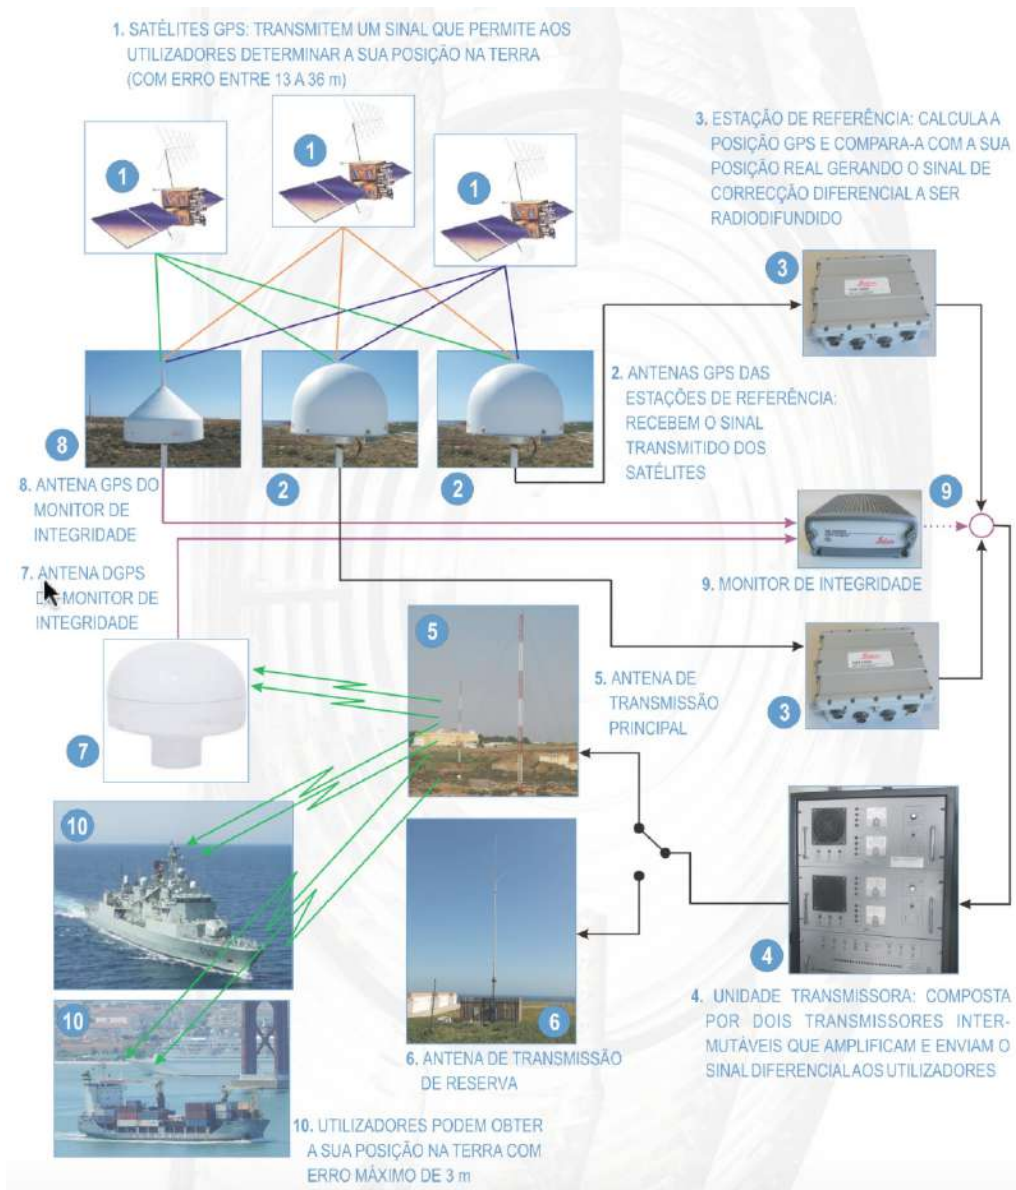 1. SATÉLITES GPS: TRANSMITEM UM SINAL QUE PERMITE AOS
UTILIZADORES DETERMINAR A SUA POSIÇÃO NA TERRA
(COM ERRO ENTRE 13 A 36 m)
1
1
1
3. ESTAÇÃO DE REFERÊNCIA: CALCULA A
POSIÇÃO GPS E COMPARA-A COM A SUA
POSIÇÃO REAL GERANDO O SINAL DE
CORRECÇÃO DIFERENCIAL A SER
RADIODIFUNDIDO
3
2. ANTENAS GPS DAS
ESTAÇÕES DE REFERÊNCIA:
RECEBEM O SINAL
TRANSMITIDO DOS
SATÉLITES
8
2
2
8. ANTENA GPS DO
MONITOR DE
INTEGRIDADE
9
9. MONITOR DE INTEGRIDADE
7. ANTENA DGPS
MONITOR DE
INTEGRIDADE
5
5. ANTENA DE
TRANSMISSÃO
PRINCIPAL
3
7
10
10
6
6. ANTENA DE TRANSMISSÃO
DE RESERVA
4
4. UNIDADE TRANSMISSORA: COMPOSTA
POR DOIS TRANSMISSORES INTER-
MUTÁVEIS QUE AMPLIFICAM E ENVIAM O
SINAL DIFERENCIAL AOS UTILIZADORES
10. UTILIZADORES PODEM OBTER
A SUA POSIÇÃO NA TERRA COM
ERRO MÁXIMO DE 3 m